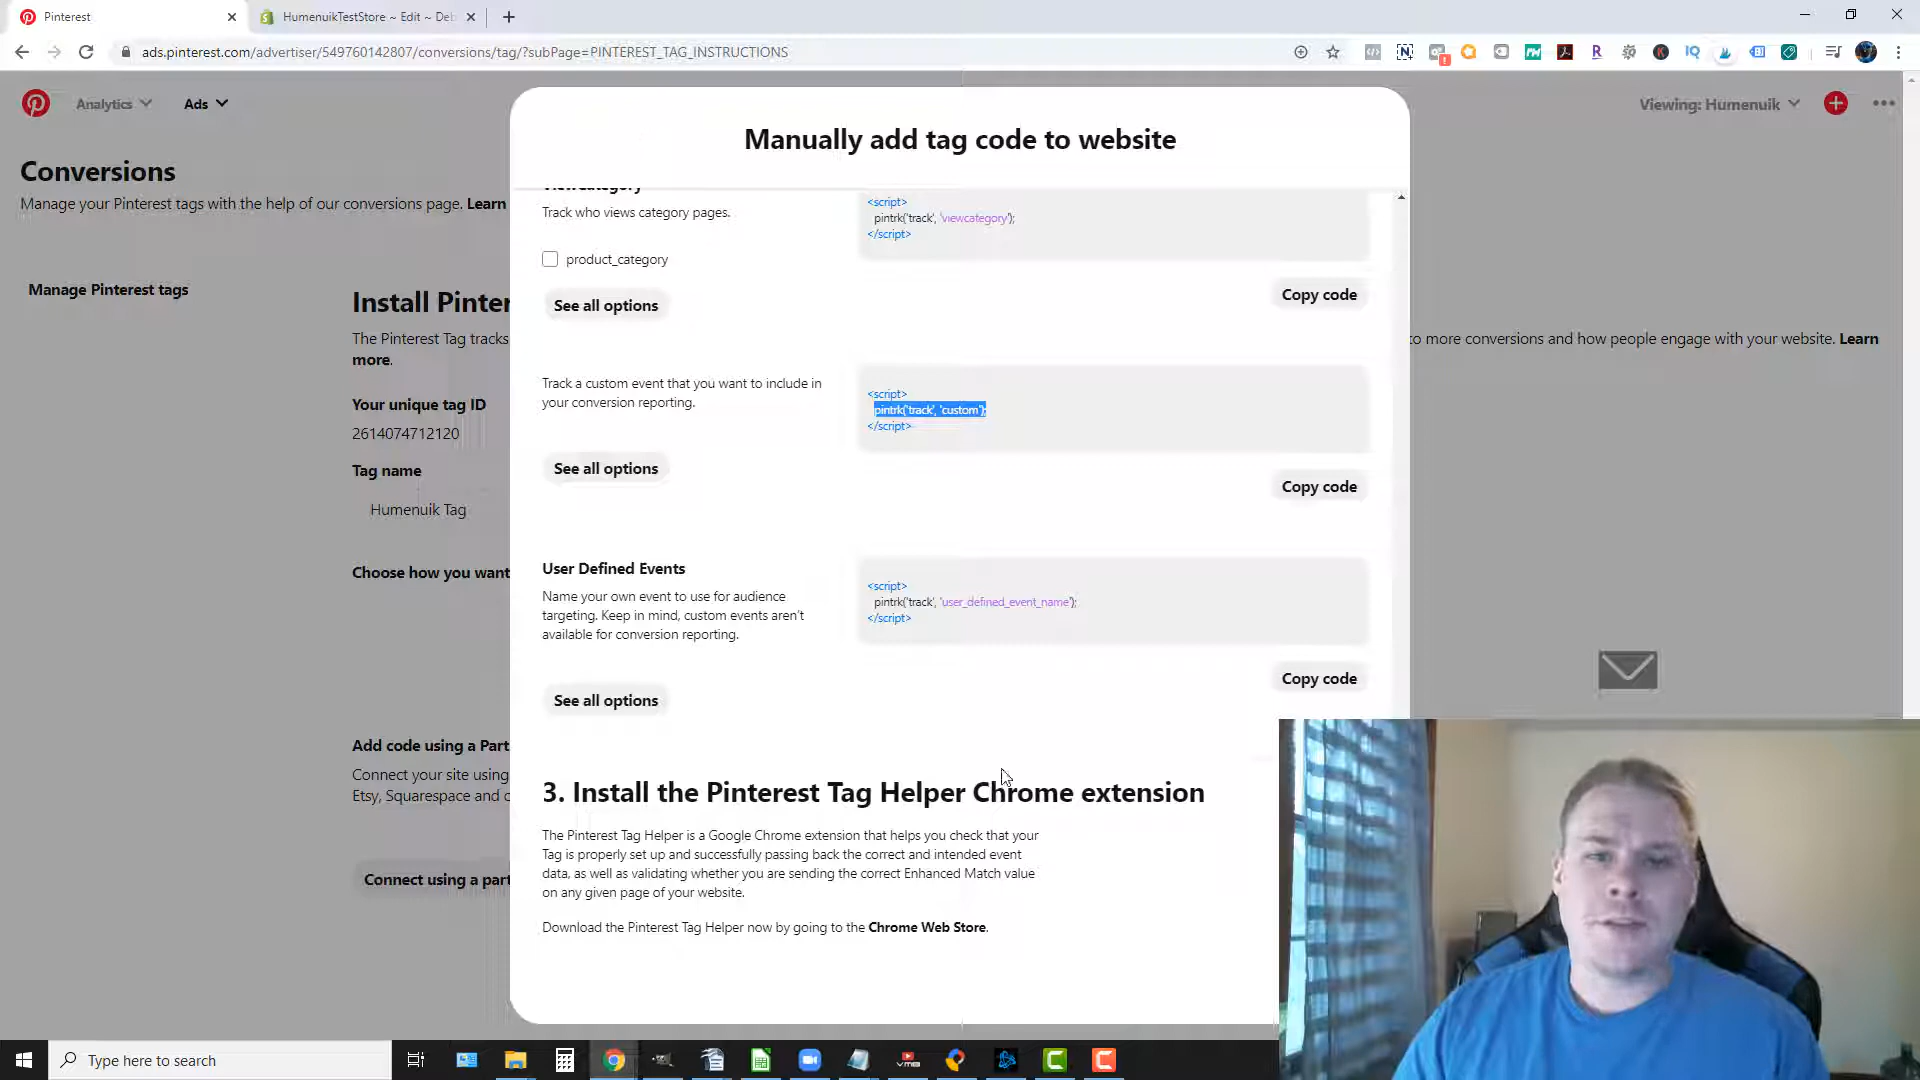 Pinterest
HumenuikTestStore ~ Edit ~ Deb
ads.pinterest.com/advertiser/549760142807/conversions/tag/?subPage=PINTEREST_TAG_INSTRUCTIONS
Analytics
Ads
Viewing: Humenuik
Conversions
Manage your Pinterest tags with the help of our conversions page. Learn
Manage Pinterest tags
Install Pinter
The Pinterest Tag tracks
to more conversions and how people engage with your website. Learn
more.
Your unique tag ID
2614074712120
Tag name
Humenuik Tag
Choose how you want
Add code using a Part
Connect your site using
Etsy, Squarespace and c
Connect using a part
Manually add tag code to website
ViewCategory
Track who views category pages.
product_category
See all options
<script>
pintrk('track', 'viewcategory');
</script>
Copy code
Track a custom event that you want to include in
your conversion reporting.
See all options
<script>
pintrk('track', 'custom');
</script>
Copy code
User Defined Events
Name your own event to use for audience
targeting. Keep in mind, custom events aren't
available for conversion reporting.
See all options
<script>
pintrk('track', 'user_defined_event_name');
</script>
Copy code
3. Install the Pinterest Tag Helper Chrome extension
The Pinterest Tag Helper is a Google Chrome extension that helps you check that your
Tag is properly set up and successfully passing back the correct and intended event
data, as well as validating whether you are sending the correct Enhanced Match value
on any given page of your website.
Download the Pinterest Tag Helper now by going to the Chrome Web Store.
Type here to search